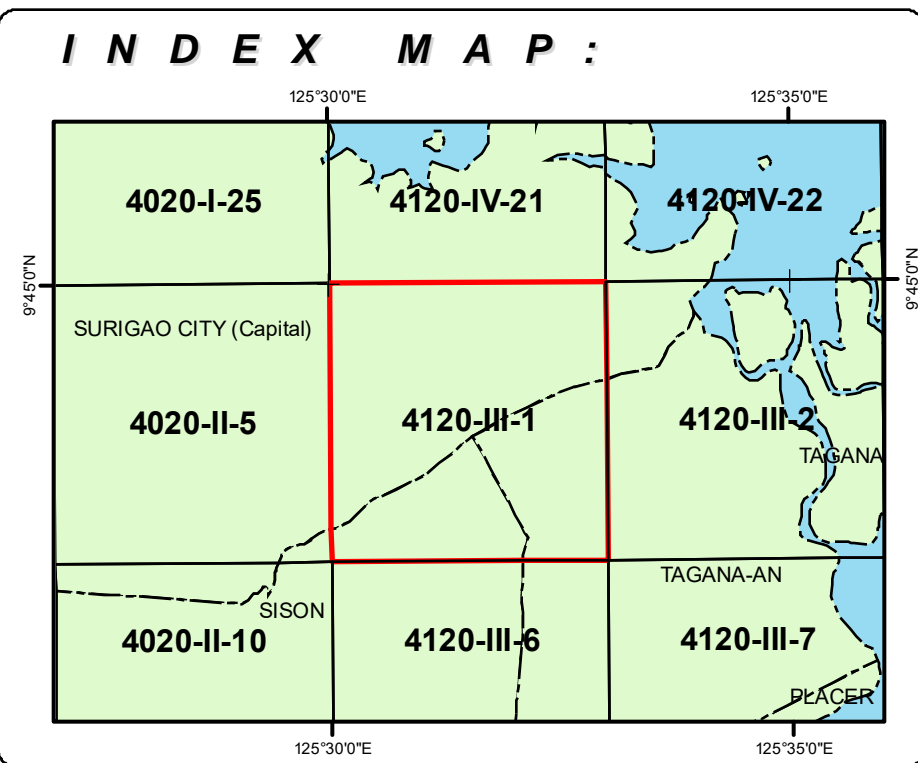 INDEX MAP:
125°30'0"E 125°35'0"E
4020-I-25 4120-IV-21 4120-IV-22
9°45'0"N 9°45'0"N
SURIGAO CITY (Capital)
4020-II-5 4120-III-1 4120-III-2
TAGANA
TAGANA-AN
SISON
4020-II-10 4120-III-6 4120-III-7
PLACER
125°30'0"E 125°35'0"E